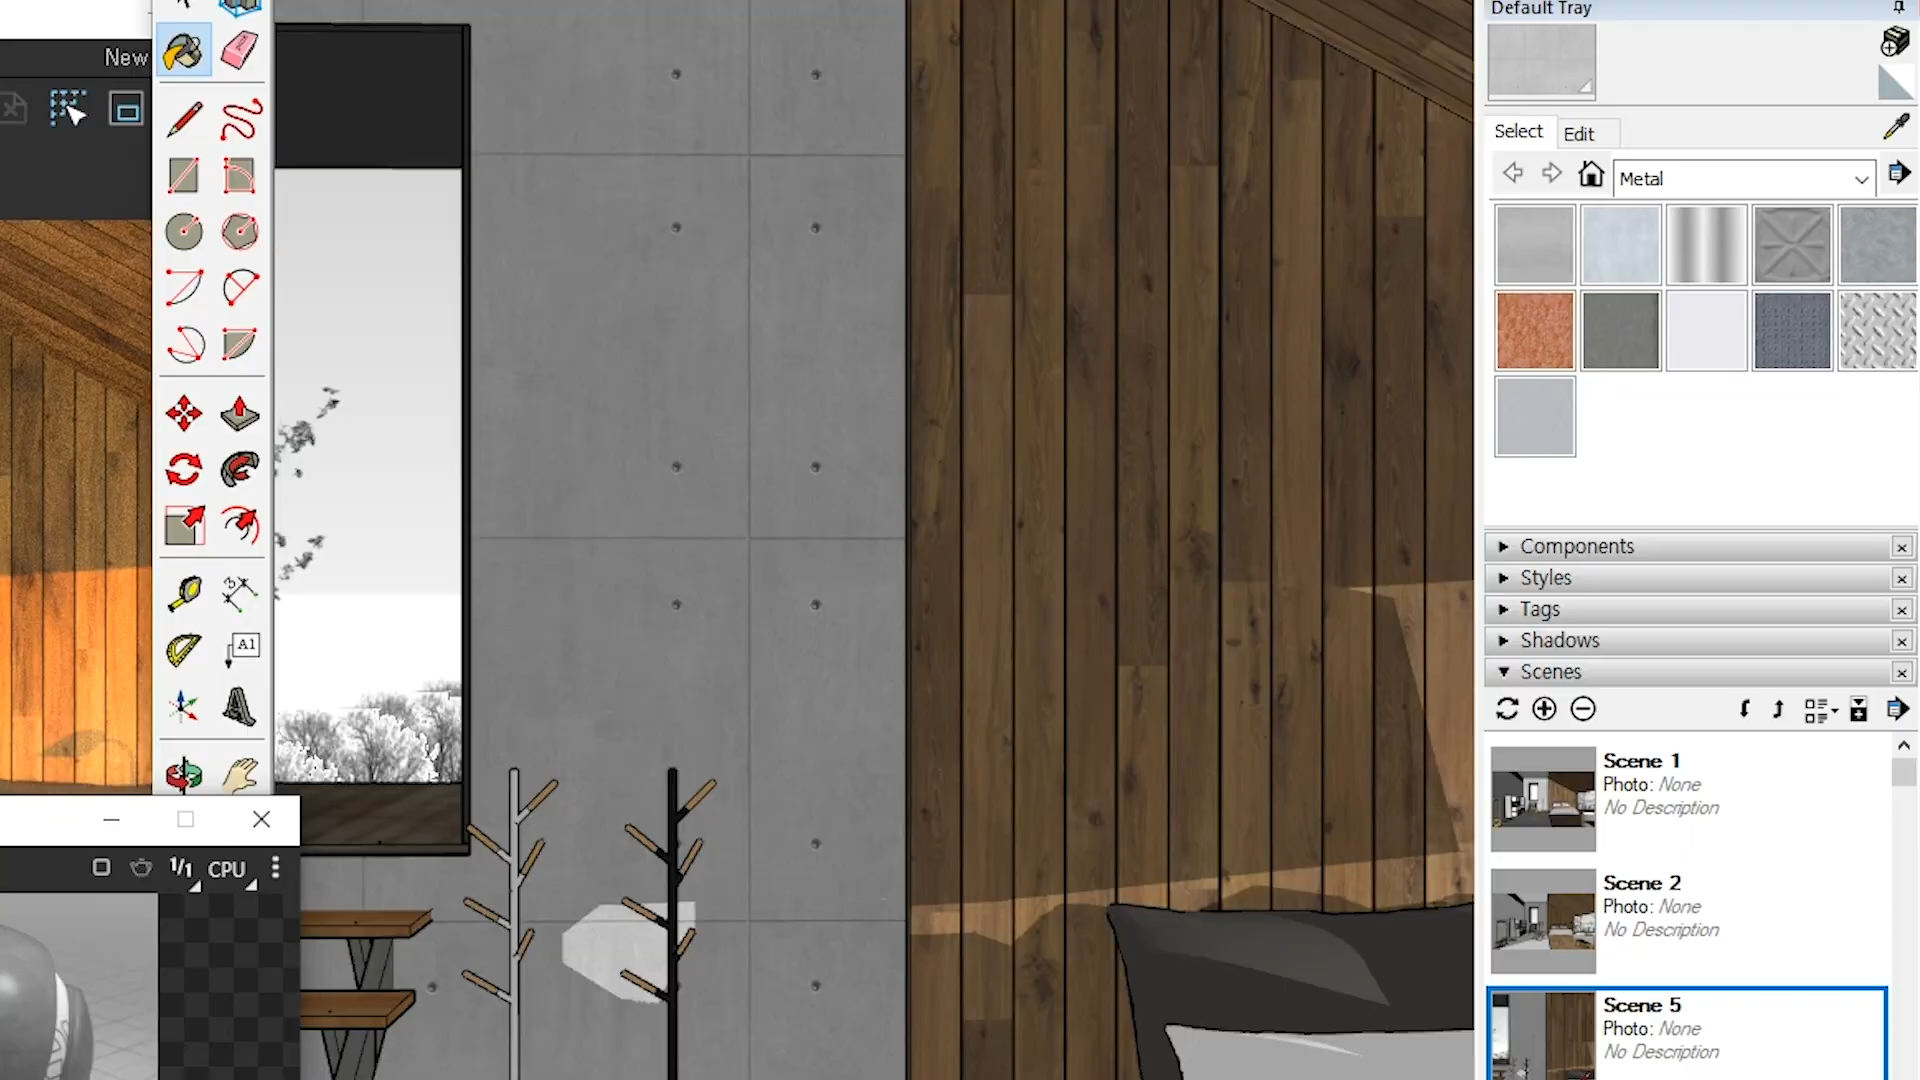 Default Tray
New
Select
Edit
Metal
A1
Components
Styles
Tags
Shadows
Scenes
Scene 1
Photo: None
No Description
Scene 2
Photo: None
No Description
1/1
CPU
Scene 5
Photo: None
No Description